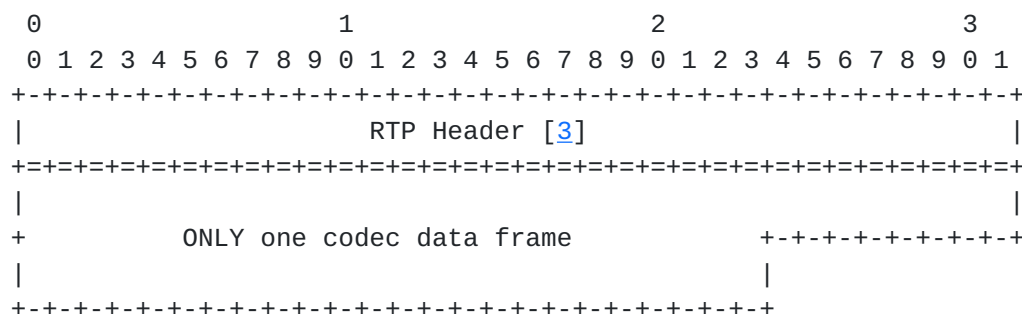 0                   1                   2                   3
 0 1 2 3 4 5 6 7 8 9 0 1 2 3 4 5 6 7 8 9 0 1 2 3 4 5 6 7 8 9 0 1
+-+-+-+-+-+-+-+-+-+-+-+-+-+-+-+-+-+-+-+-+-+-+-+-+-+-+-+-+-+-+-+-+
|                      RTP Header [3]                           |
+=+=+=+=+=+=+=+=+=+=+=+=+=+=+=+=+=+=+=+=+=+=+=+=+=+=+=+=+=+=+=+=+
|                                                               |
+          ONLY one codec data frame            +-+-+-+-+-+-+-+-+
|                                               |
+-+-+-+-+-+-+-+-+-+-+-+-+-+-+-+-+-+-+-+-+-+-+-+-+